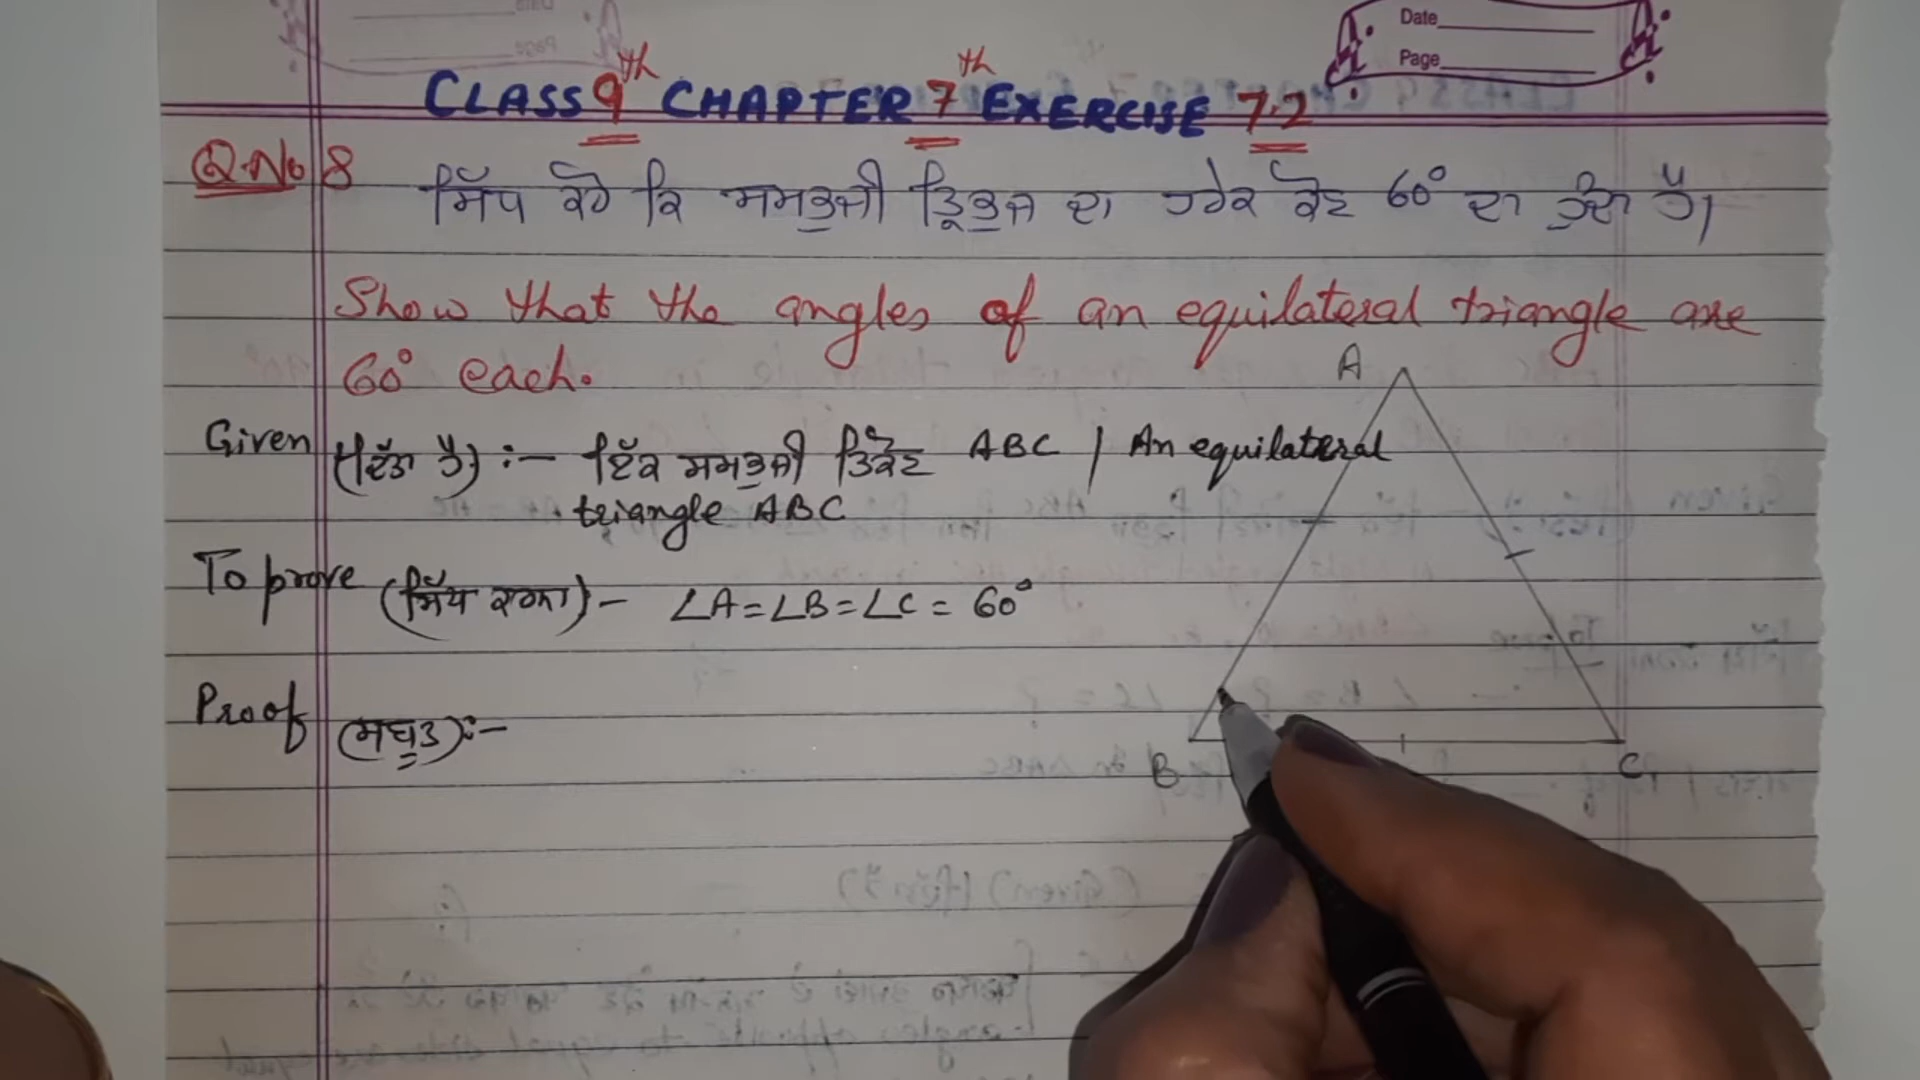 Date
Page
CLASS 9th CHAPTER 7th EXERCISE 7.2
Q.No 8
ਸਿੱਧ ਕਰੋ ਕਿ ਸਮਭੁਜੀ ਤ੍ਰਿਭੁਜ ਦਾ ਹਰੇਕ ਕੋਣ 60° ਦਾ ਹੁੰਦਾ ਹੈ।
Show that the angles of an equilateral triangle are
60° each.
Given (ਦਿੱਤਾ ਹੈ) :- ਇੱਕ ਸਮਭੁਜੀ ਤਿਕੋਣ ABC / An equilateral
triangle ABC
To prove (ਸਿੱਧ ਕਰਨਾ) - ∠A = ∠B = ∠C = 60°
Proof (ਸਬੂਤ) :-
A
B
C